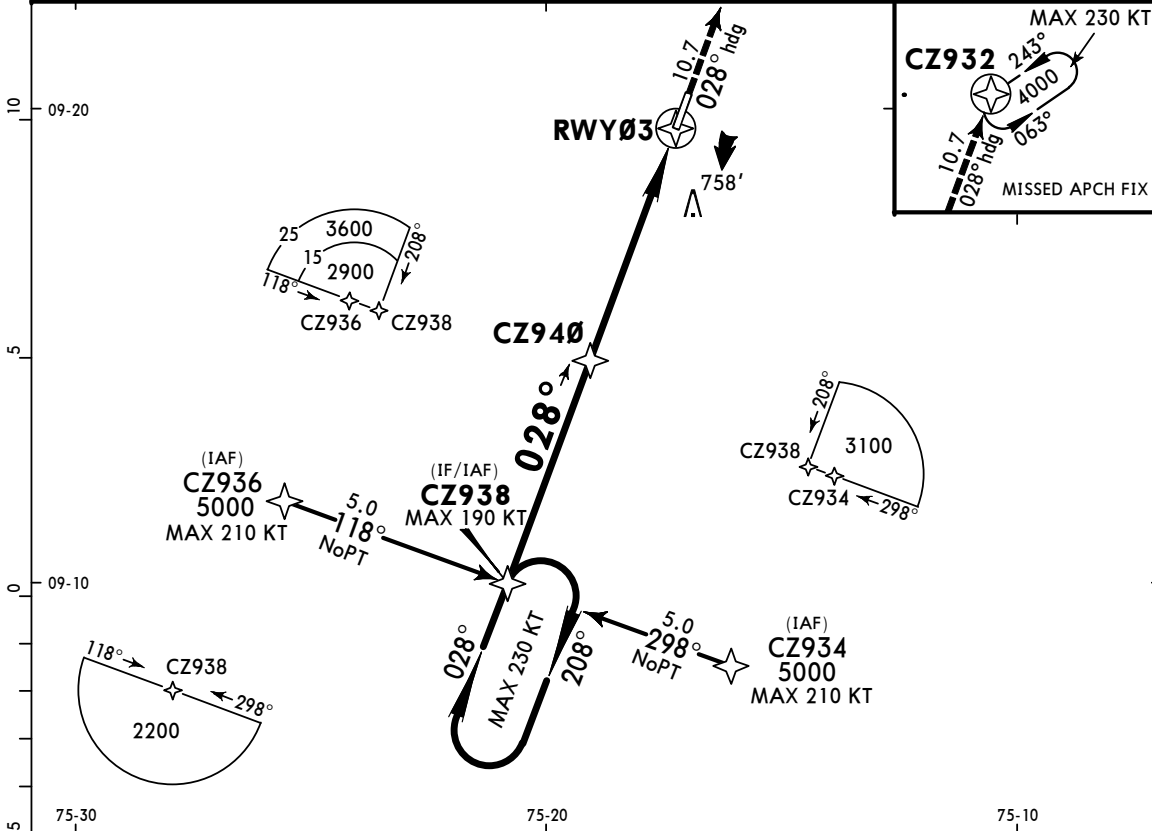 MAX 230 KT
CZ932
243°
4000
063°
10.7
028° hdg
MISSED APCH FIX
10.7
028° hdg
10
09-20
RWYØ3
758'
25
3600
15
2900
208°
118°
CZ936
CZ938
5
CZ94Ø
028°
208°
3100
CZ938
CZ934
298°
(IAF)
CZ936
5000
MAX 210 KT
5.0
118°
NoPT
(IF/IAF)
CZ938
MAX 190 KT
0
09-10
028°
MAX 230 KT
208°
5.0
298°
NoPT
(IAF)
CZ934
5000
MAX 210 KT
118°
CZ938
298°
2200
5
75-30
75-20
75-10